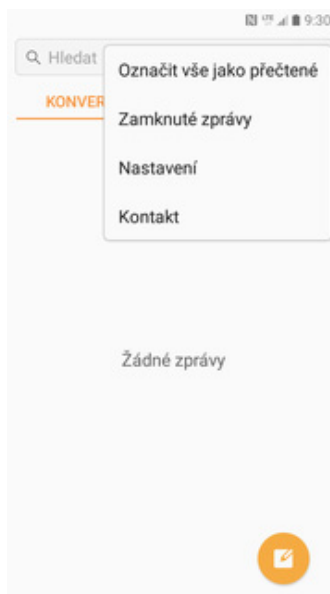 9:30
Hledat
Označit vše jako přečtené
KONVER
Zamknuté zprávy
Nastavení
Kontakt
Žádné zprávy